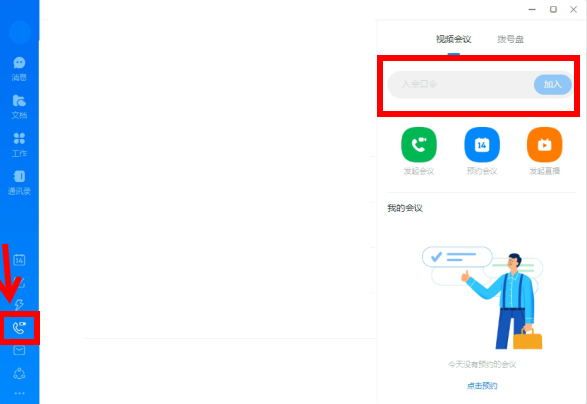 视频会议 拨号盘
入会口令 加入
消息
文档
工作
通讯录
14
14
发起会议 预约会议 发起直播
我的会议
今天没有预约的会议
点击预约